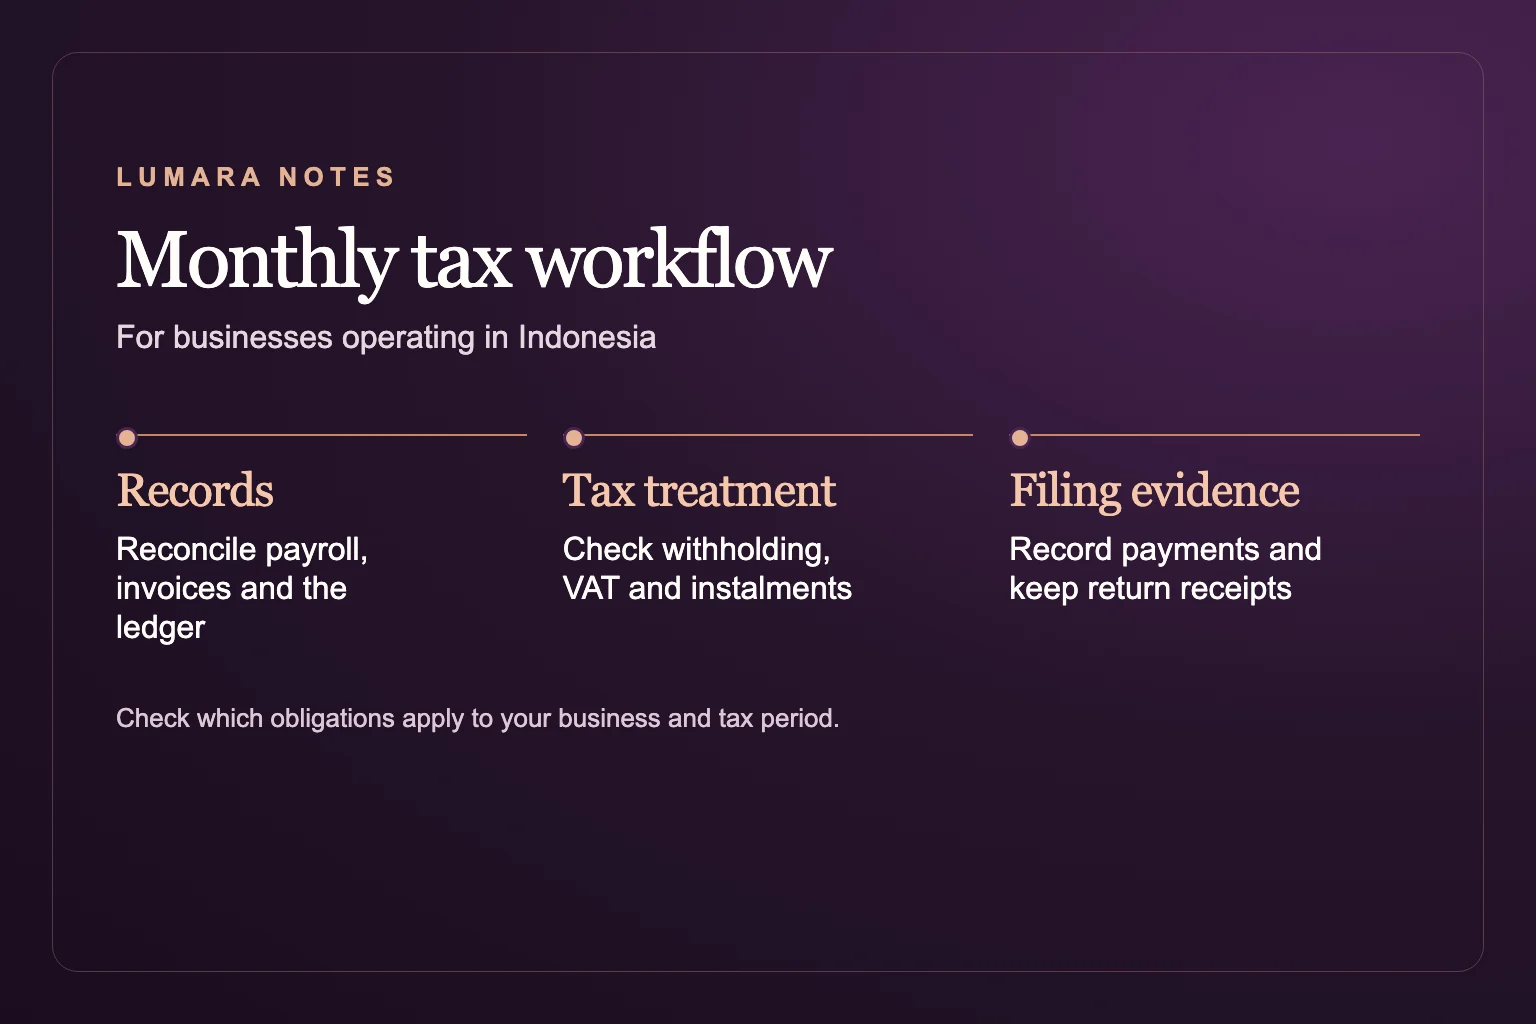 LUMARA NOTES
Monthly tax workflow
For businesses operating in Indonesia
Records
Reconcile payroll,
invoices and the
ledger
Tax treatment
Check withholding,
VAT and instalments
Filing evidence
Record payments and
keep return receipts
Check which obligations apply to your business and tax period.